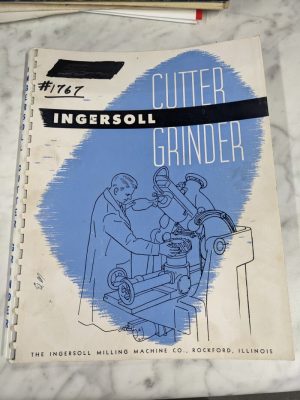 #1767
CUTTER
INGERSOLL
GRINDER
THE INGERSOLL MILLING MACHINE CO., ROCKFORD, ILLINOIS